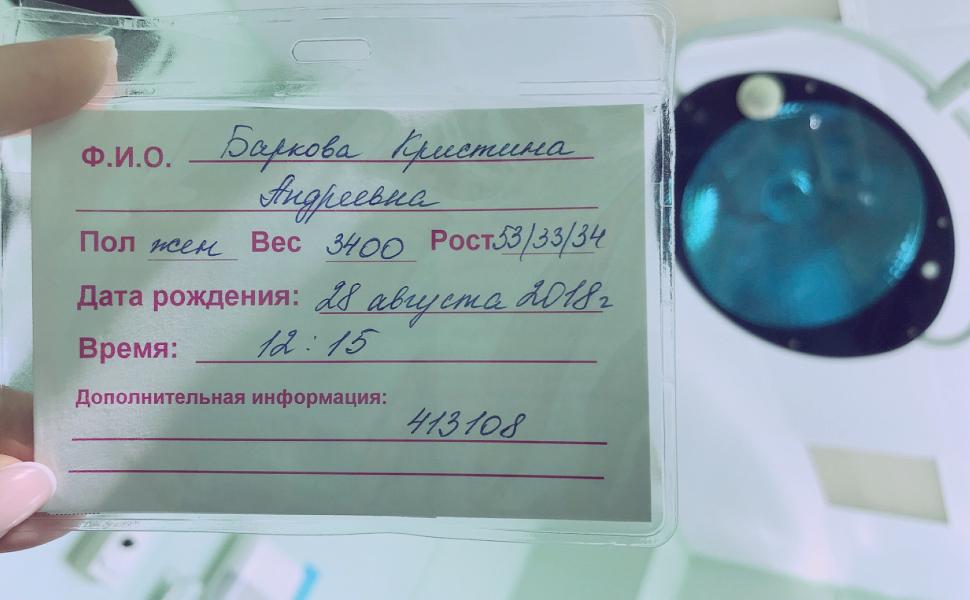 Ф.И.О. Баркова Кристина
Андреевна
Пол жен Вес 3400 Рост 53/33/34
Дата рождения: 28 августа 2018г
Время: 12:15
Дополнительная информация:
413108